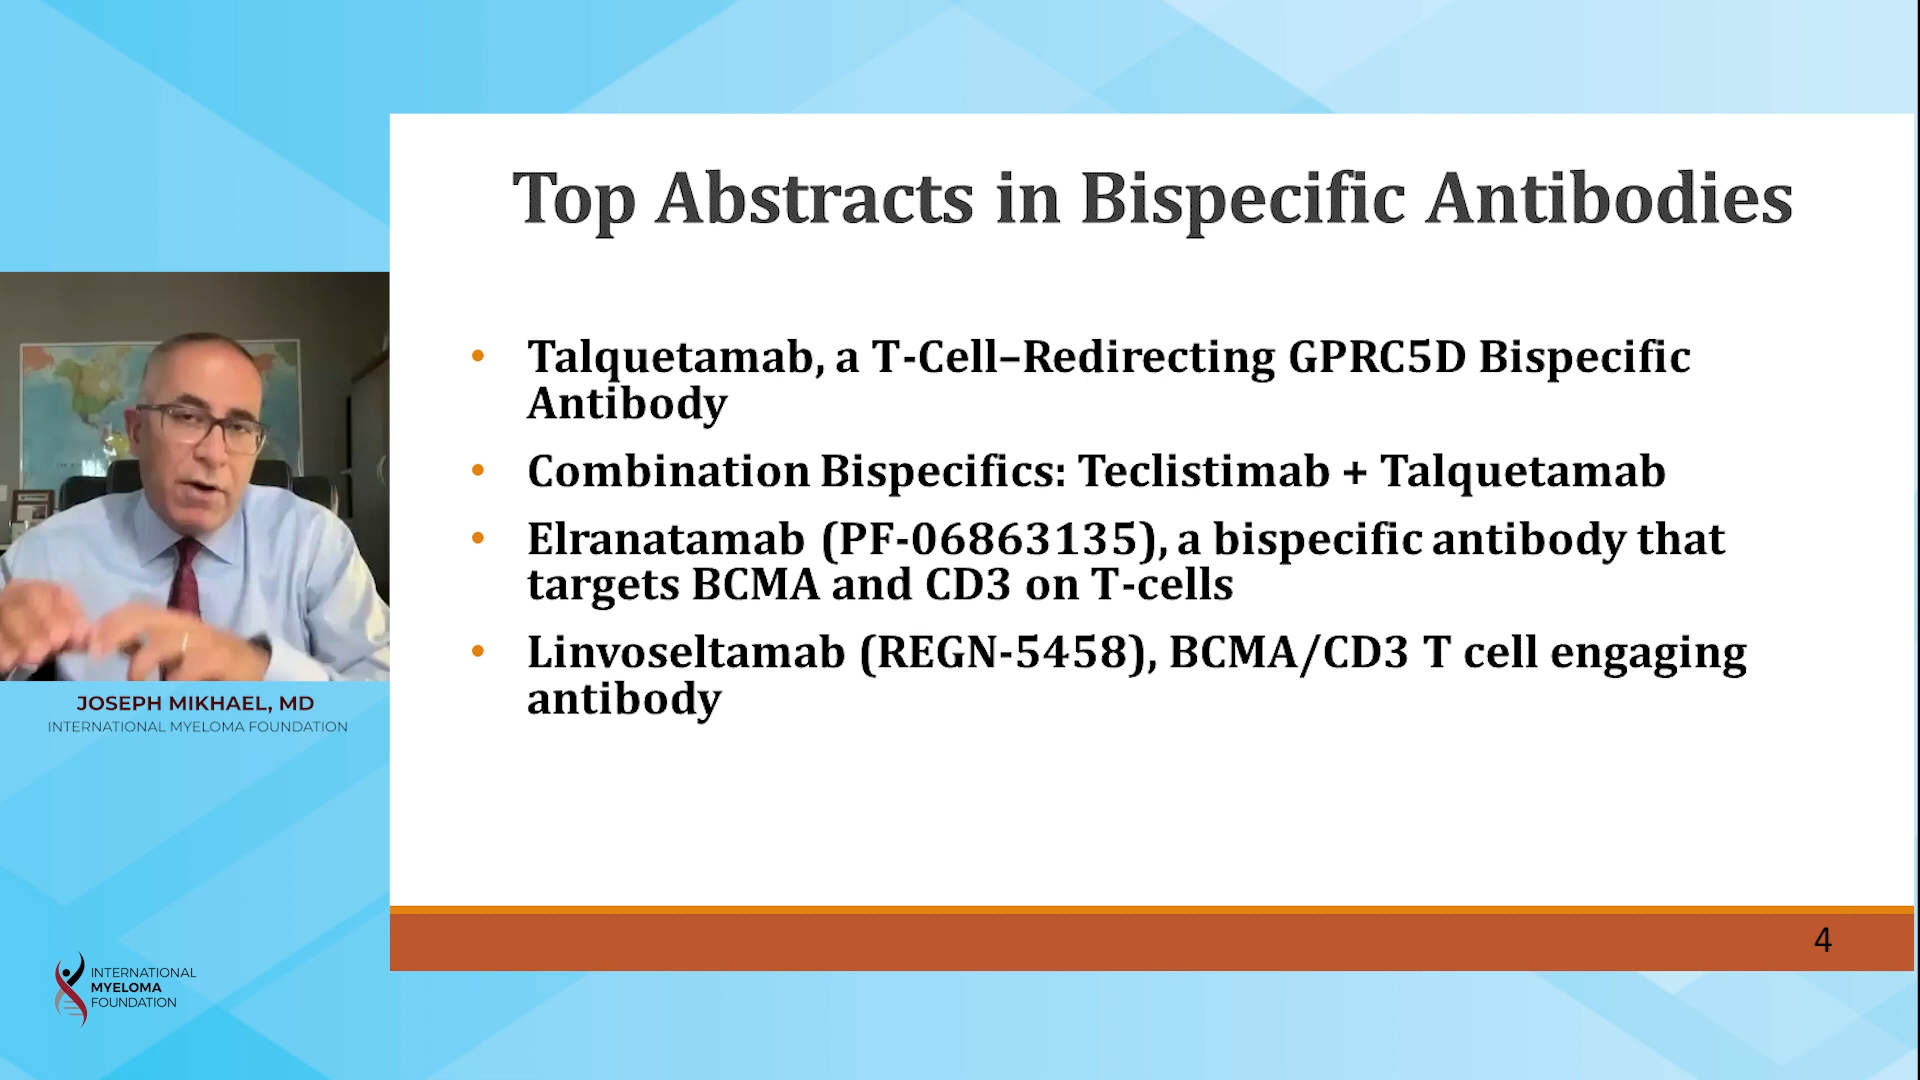 Top Abstracts in Bispecific Antibodies
• Talquetamab, a T-Cell–Redirecting GPRC5D Bispecific
Antibody
• Combination Bispecifics: Teclistimab + Talquetamab
• Elranatamab (PF-06863135), a bispecific antibody that
targets BCMA and CD3 on T-cells
• Linvoseltamab (REGN-5458), BCMA/CD3 T cell engaging
antibody
4
JOSEPH MIKHAEL, MD
INTERNATIONAL MYELOMA FOUNDATION
INTERNATIONAL
MYELOMA
FOUNDATION